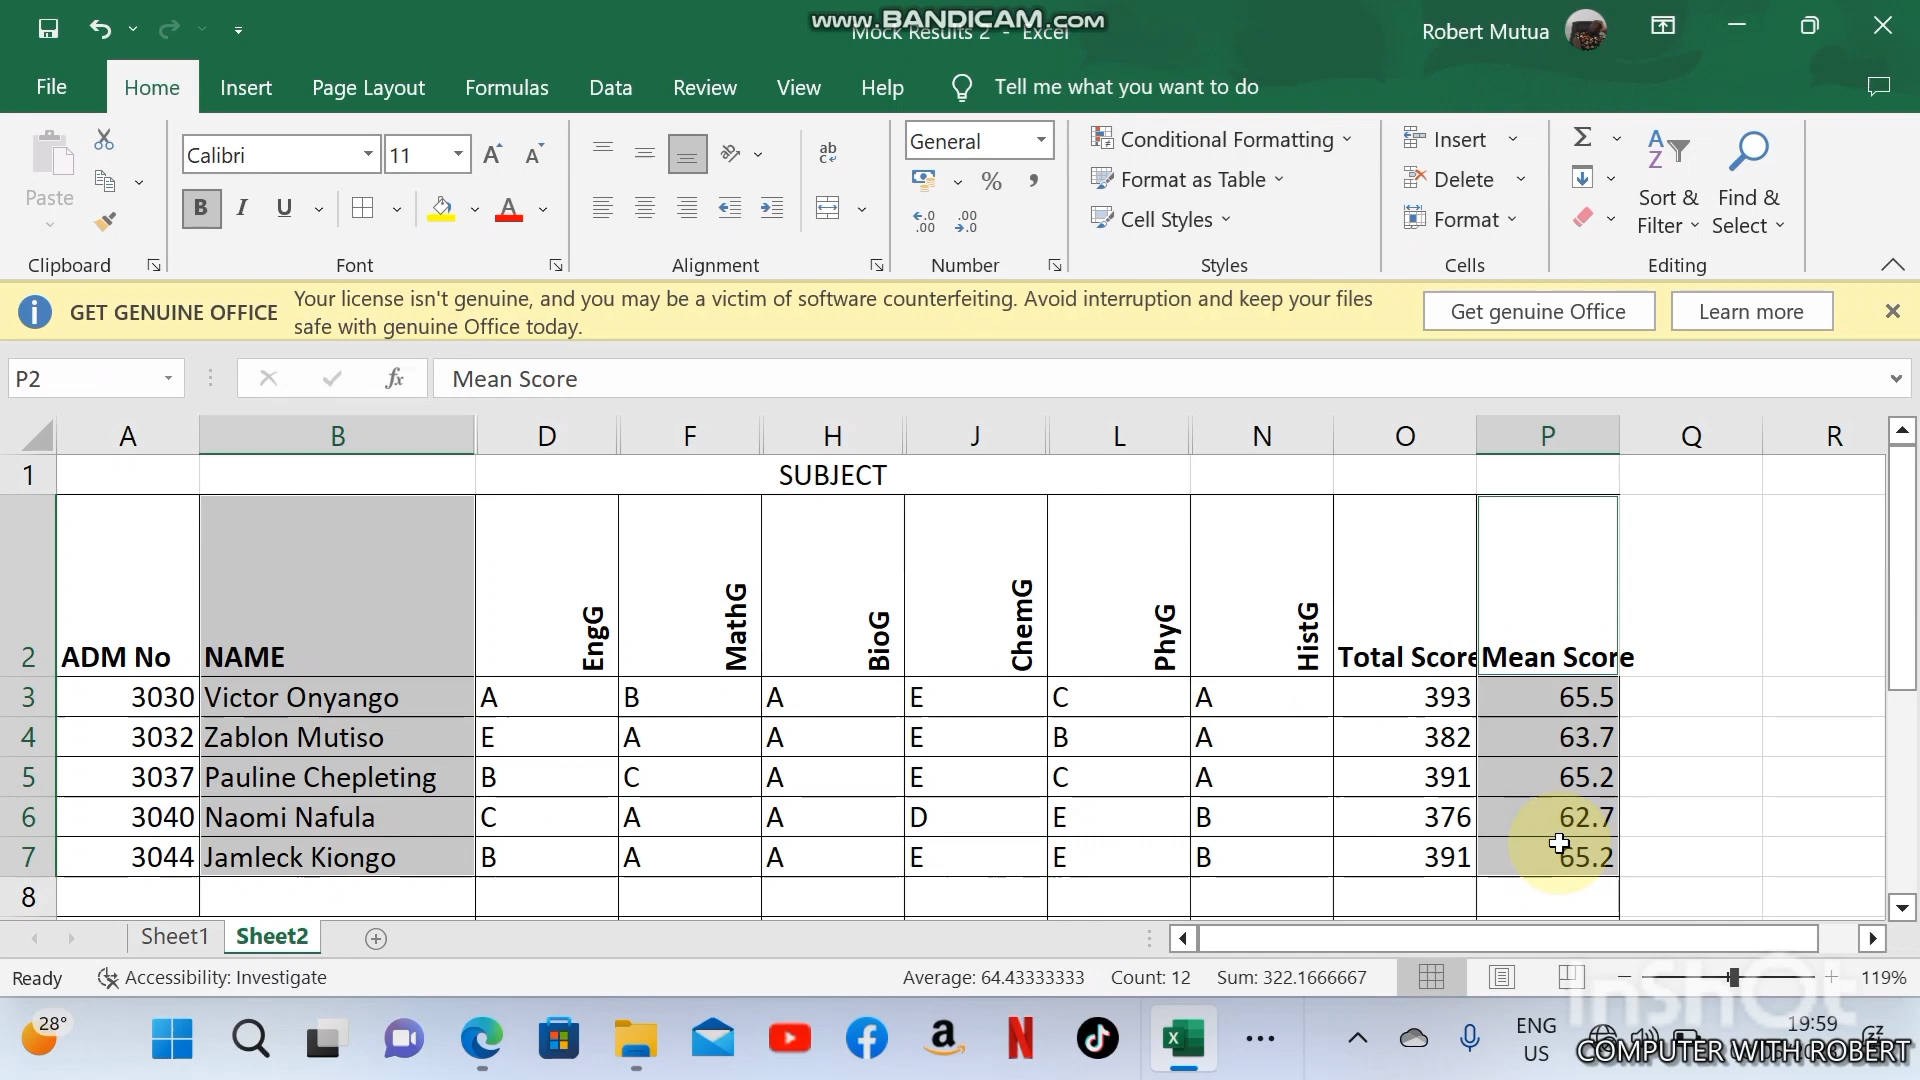 www.BANDICAM.com
Mock Results 2 - Excel
Robert Mutua
File Home Insert Page Layout Formulas Data Review View Help Tell me what you want to do
Paste
Calibri 11
B I U
ab
General
Conditional Formatting
Format as Table
Cell Styles
Insert
Delete
Format
Sort & Filter
Find & Select
Clipboard Font Alignment Number Styles Cells Editing
GET GENUINE OFFICE
Your license isn't genuine, and you may be a victim of software counterfeiting. Avoid interruption and keep your files
safe with genuine Office today.
Get genuine Office
Learn more
P2 fx Mean Score
A B D F H J L N O P Q R
1 SUBJECT
2 ADM No NAME EngG MathG BioG ChemG PhyG HistG Total Score Mean Score
3 3030 Victor Onyango A B A E C A 393 65.5
4 3032 Zablon Mutiso E A A E B A 382 63.7
5 3037 Pauline Chepleting B C A E C A 391 65.2
6 3040 Naomi Nafula C A A D E B 376 62.7
7 3044 Jamleck Kiongo B A A E E B 391 65.2
8
Sheet1 Sheet2
Ready Accessibility: Investigate Average: 64.43333333 Count: 12 Sum: 322.1666667 119%
InShOt
28°
ENG
US
19:59
COMPUTER WITH ROBERT